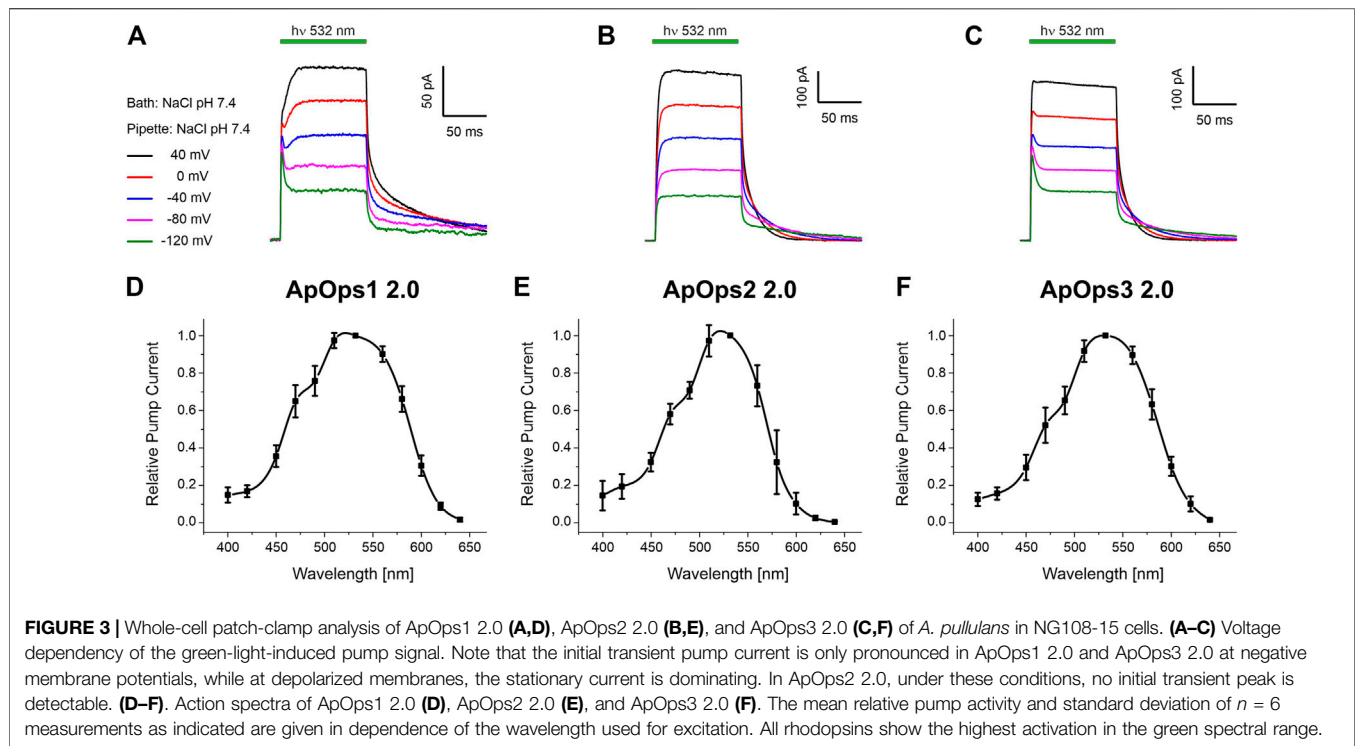 A
hν 532 nm
50 pA
50 ms
Bath: NaCl pH 7.4
Pipette: NaCl pH 7.4
40 mV
0 mV
-40 mV
-80 mV
-120 mV
B
hν 532 nm
100 pA
50 ms
C
hν 532 nm
100 pA
50 ms
D
ApOps1 2.0
Relative Pump Current
1.0
0.8
0.6
0.4
0.2
0.0
400 450 500 550 600 650
Wavelength [nm]
E
ApOps2 2.0
Relative Pump Current
1.0
0.8
0.6
0.4
0.2
0.0
400 450 500 550 600 650
Wavelength [nm]
F
ApOps3 2.0
Relative Pump Current
1.0
0.8
0.6
0.4
0.2
0.0
400 450 500 550 600 650
Wavelength [nm]
FIGURE 3 | Whole-cell patch-clamp analysis of ApOps1 2.0 (A,D), ApOps2 2.0 (B,E), and ApOps3 2.0 (C,F) of A. pullulans in NG108-15 cells. (A–C) Voltage
dependency of the green-light-induced pump signal. Note that the initial transient pump current is only pronounced in ApOps1 2.0 and ApOps3 2.0 at negative
membrane potentials, while at depolarized membranes, the stationary current is dominating. In ApOps2 2.0, under these conditions, no initial transient peak is
detectable. (D–F). Action spectra of ApOps1 2.0 (D), ApOps2 2.0 (E), and ApOps3 2.0 (F). The mean relative pump activity and standard deviation of n = 6
measurements as indicated are given in dependence of the wavelength used for excitation. All rhodopsins show the highest activation in the green spectral range.